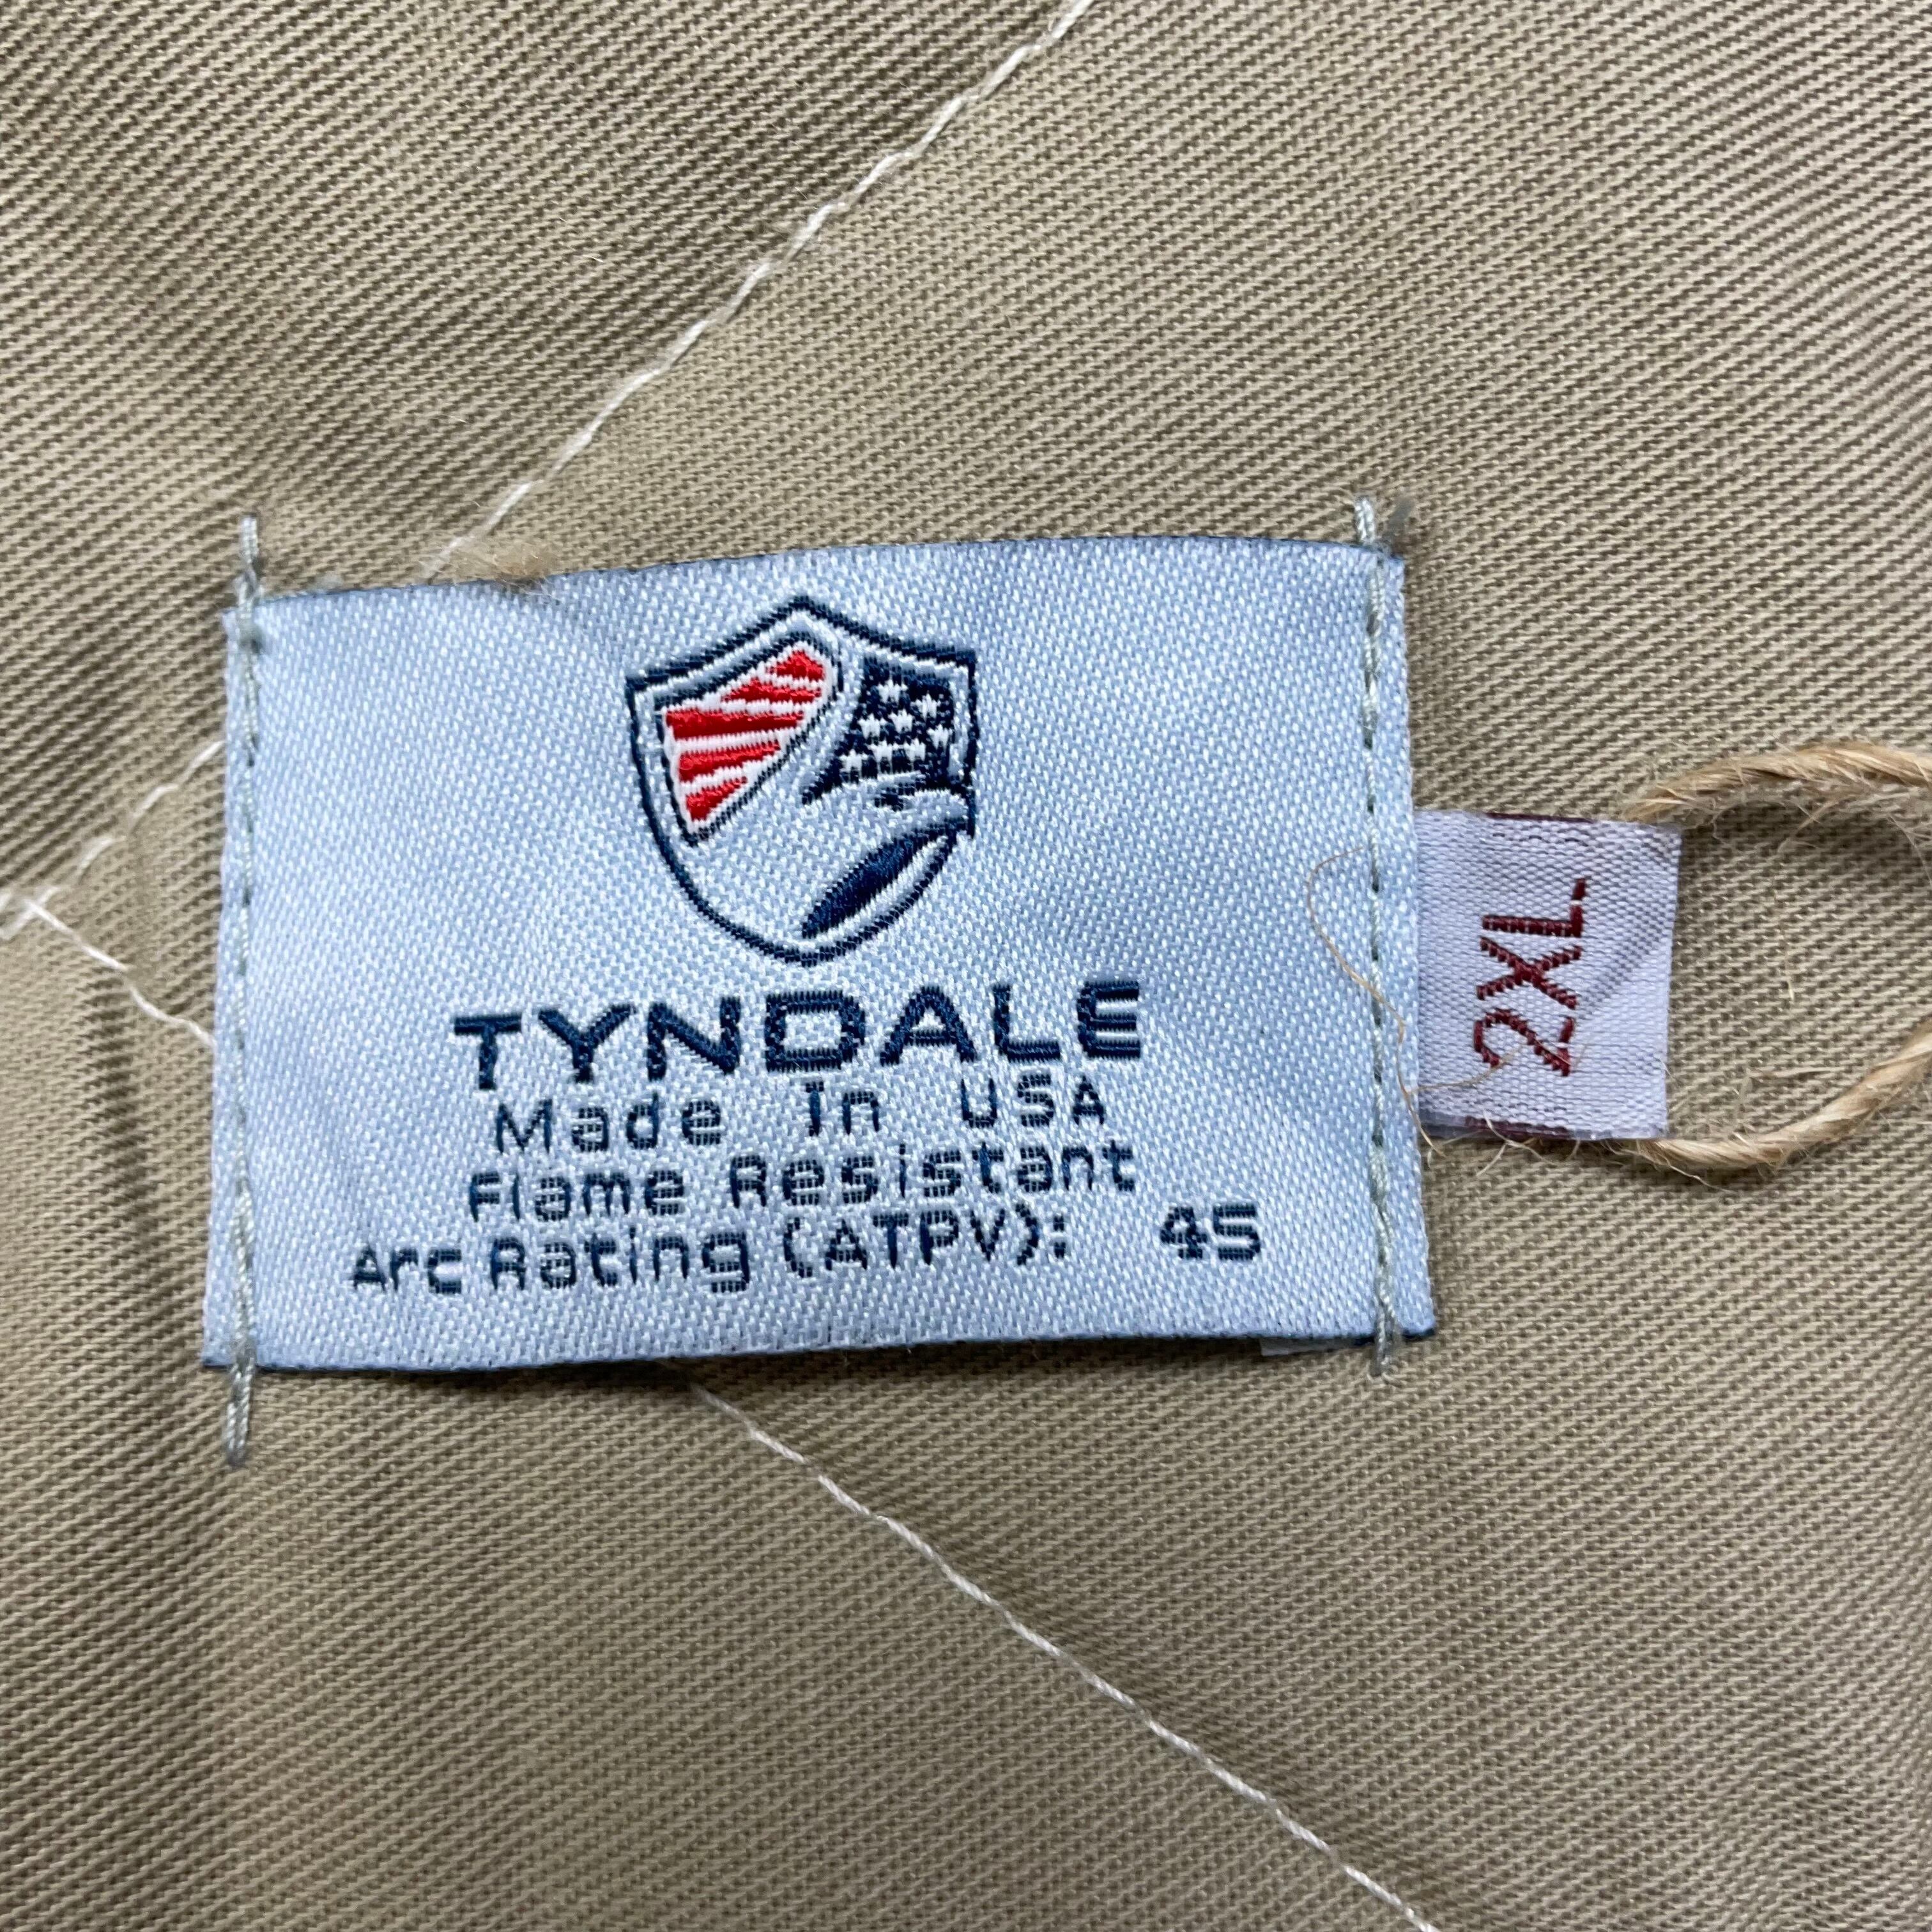 TYNDALE
Made In USA
Flame Resistant
Arc Rating (ATPV): 45
2XL